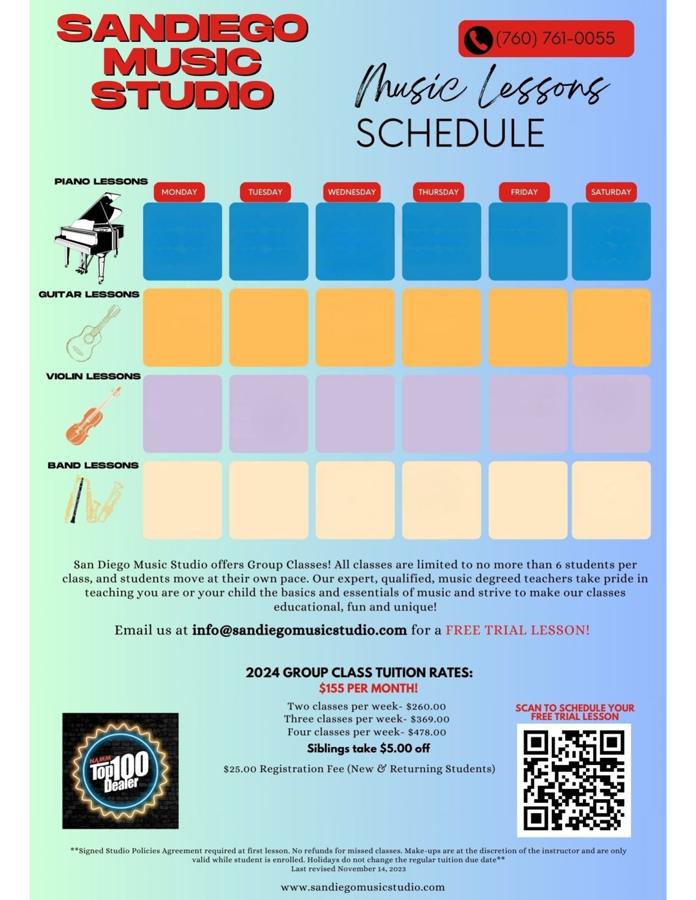 SANDIEGO
MUSIC
STUDIO
(760) 761-0055
Music Lessons
SCHEDULE
PIANO LESSONS
MONDAY
TUESDAY
WEDNESDAY
THURSDAY
FRIDAY
SATURDAY
GUITAR LESSONS
VIOLIN LESSONS
BAND LESSONS
San Diego Music Studio offers Group Classes! All classes are limited to no more than 6 students per
class, and students move at their own pace. Our expert, qualified, music degreed teachers take pride in
teaching you are or your child the basics and essentials of music and strive to make our classes
educational, fun and unique!
Email us at info@sandiegomusicstudio.com for a FREE TRIAL LESSON!
2024 GROUP CLASS TUITION RATES:
$155 PER MONTH!
Two classes per week- $260.00
Three classes per week- $369.00
Four classes per week- $478.00
Siblings take $5.00 off
$25.00 Registration Fee (New & Returning Students)
NAMM
Top100
Dealer
SCAN TO SCHEDULE YOUR
FREE TRIAL LESSON
**Signed Studio Policies Agreement required at first lesson. No refunds for missed classes. Make-ups are at the discretion of the instructor and are only
valid while student is enrolled. Holidays do not change the regular tuition due date**
Last revised November 14, 2023
www.sandiegomusicstudio.com